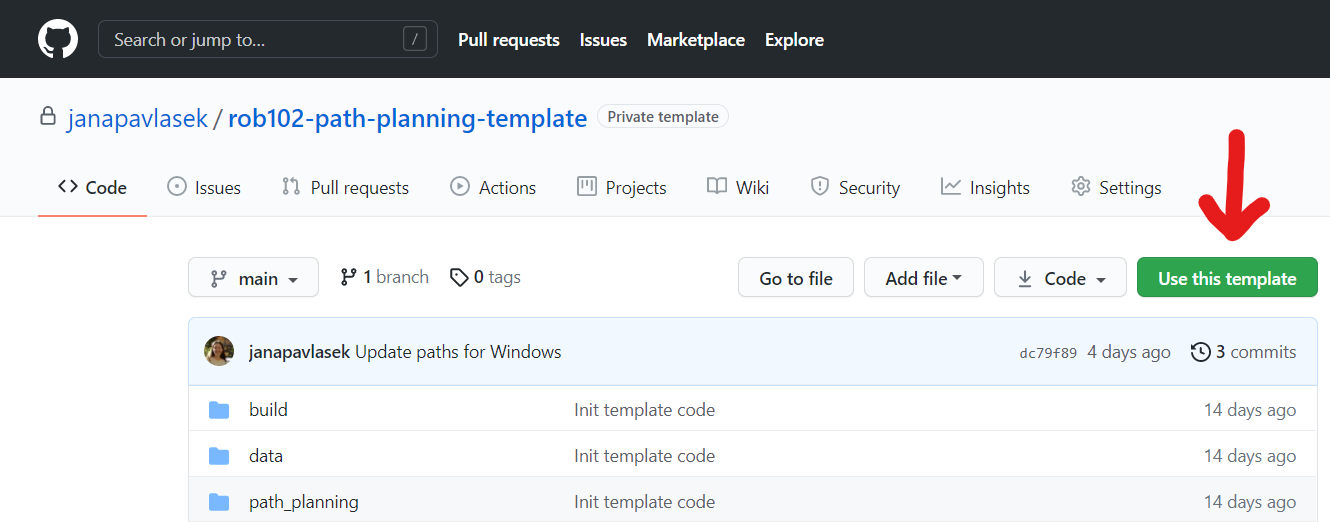 Search or jump to... / Pull requests Issues Marketplace Explore
janapavlasek / rob102-path-planning-template Private template
Code Issues Pull requests Actions Projects Wiki Security Insights Settings
main 1 branch 0 tags Go to file Add file Code Use this template
janapavlasek Update paths for Windows dc79f89 4 days ago 3 commits
build Init template code 14 days ago
data Init template code 14 days ago
path_planning Init template code 14 days ago